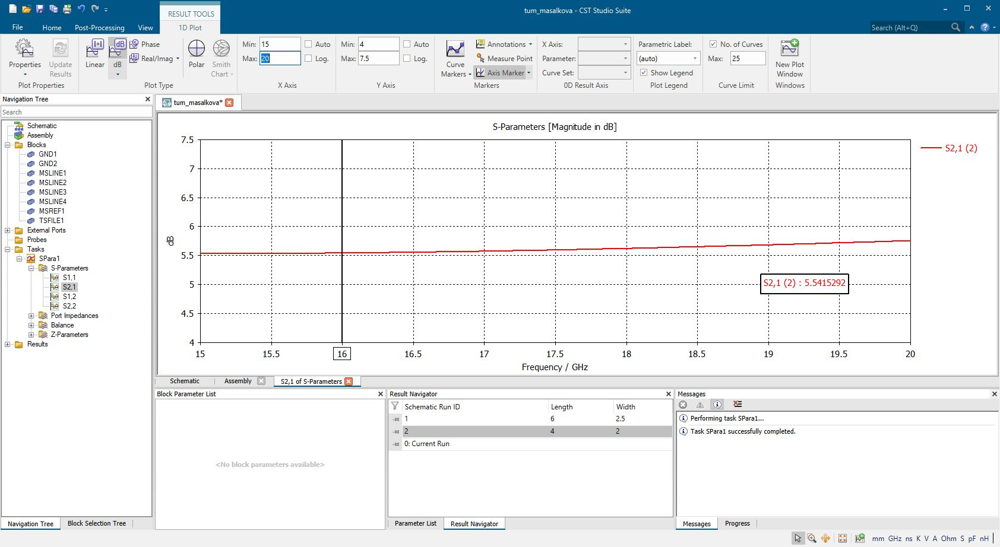 RESULT TOOLS
tum_masalkova - CST Studio Suite
File Home Post-Processing View 1D Plot Search (Alt+Q)
Properties Update Results
Plot Properties
Linear dB Phase Real/Imag Polar Smith Chart
Plot Type
Min: 15 Auto
Max: 20 Log.
X Axis
Min: 4 Auto
Max: 7.5 Log.
Y Axis
Curve Markers Annotations Measure Point Axis Marker
Markers
X Axis:
Parameter:
Curve Set:
0D Result Axis
Parametric Label:
(auto)
Show Legend
Plot Legend
No. of Curves
Max: 25
Curve Limit
New Plot Window
Windows
Navigation Tree
Search
Schematic
Assembly
Blocks
GND1
GND2
MSLINE1
MSLINE2
MSLINE3
MSLINE4
MSREF1
TSFILE1
External Ports
Probes
Tasks
SPara1
S-Parameters
S1,1
S2,1
S1,2
S2,2
Port Impedances
Balance
Z-Parameters
Results
Navigation Tree Block Selection Tree
tum_masalkova*
S-Parameters [Magnitude in dB]
7.5
7
6.5
6
5.5
5
4.5
4
dB
S2,1 (2)
S2,1 (2) : 5.5415292
15 15.5 16 16.5 17 17.5 18 18.5 19 19.5 20
Frequency / GHz
Schematic Assembly S2,1 of S-Parameters
Block Parameter List
<No block parameters available>
Result Navigator
Schematic Run ID Length Width
1 6 2.5
2 4 2
0: Current Run
Parameter List Result Navigator
Messages
Performing task SPara1...
Task SPara1 successfully completed.
Messages Progress
mm GHz ns K V A Ohm S pF nH